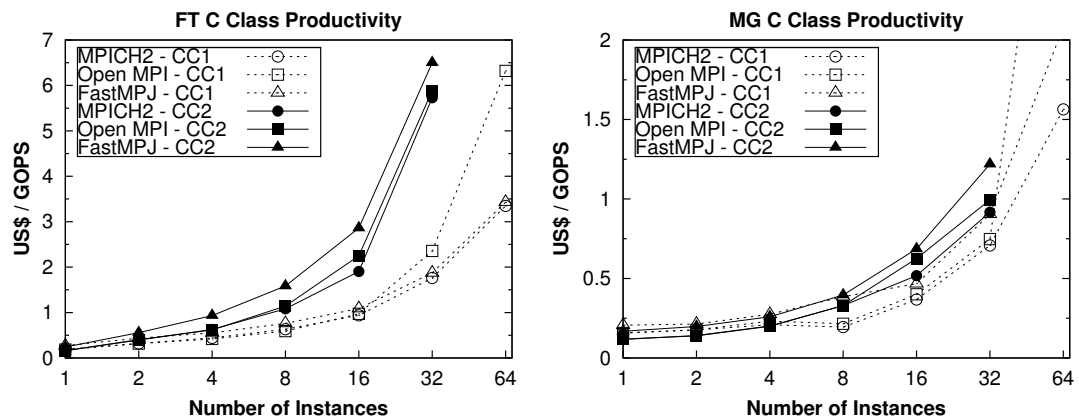 FT C Class Productivity
US$ / GOPS
7
6
5
4
3
2
1
0
MPICH2 - CC1
Open MPI - CC1
FastMPJ - CC1
MPICH2 - CC2
Open MPI - CC2
FastMPJ - CC2
1 2 4 8 16 32 64
Number of Instances
MG C Class Productivity
US$ / GOPS
2
1.5
1
0.5
0
MPICH2 - CC1
Open MPI - CC1
FastMPJ - CC1
MPICH2 - CC2
Open MPI - CC2
FastMPJ - CC2
1 2 4 8 16 32 64
Number of Instances